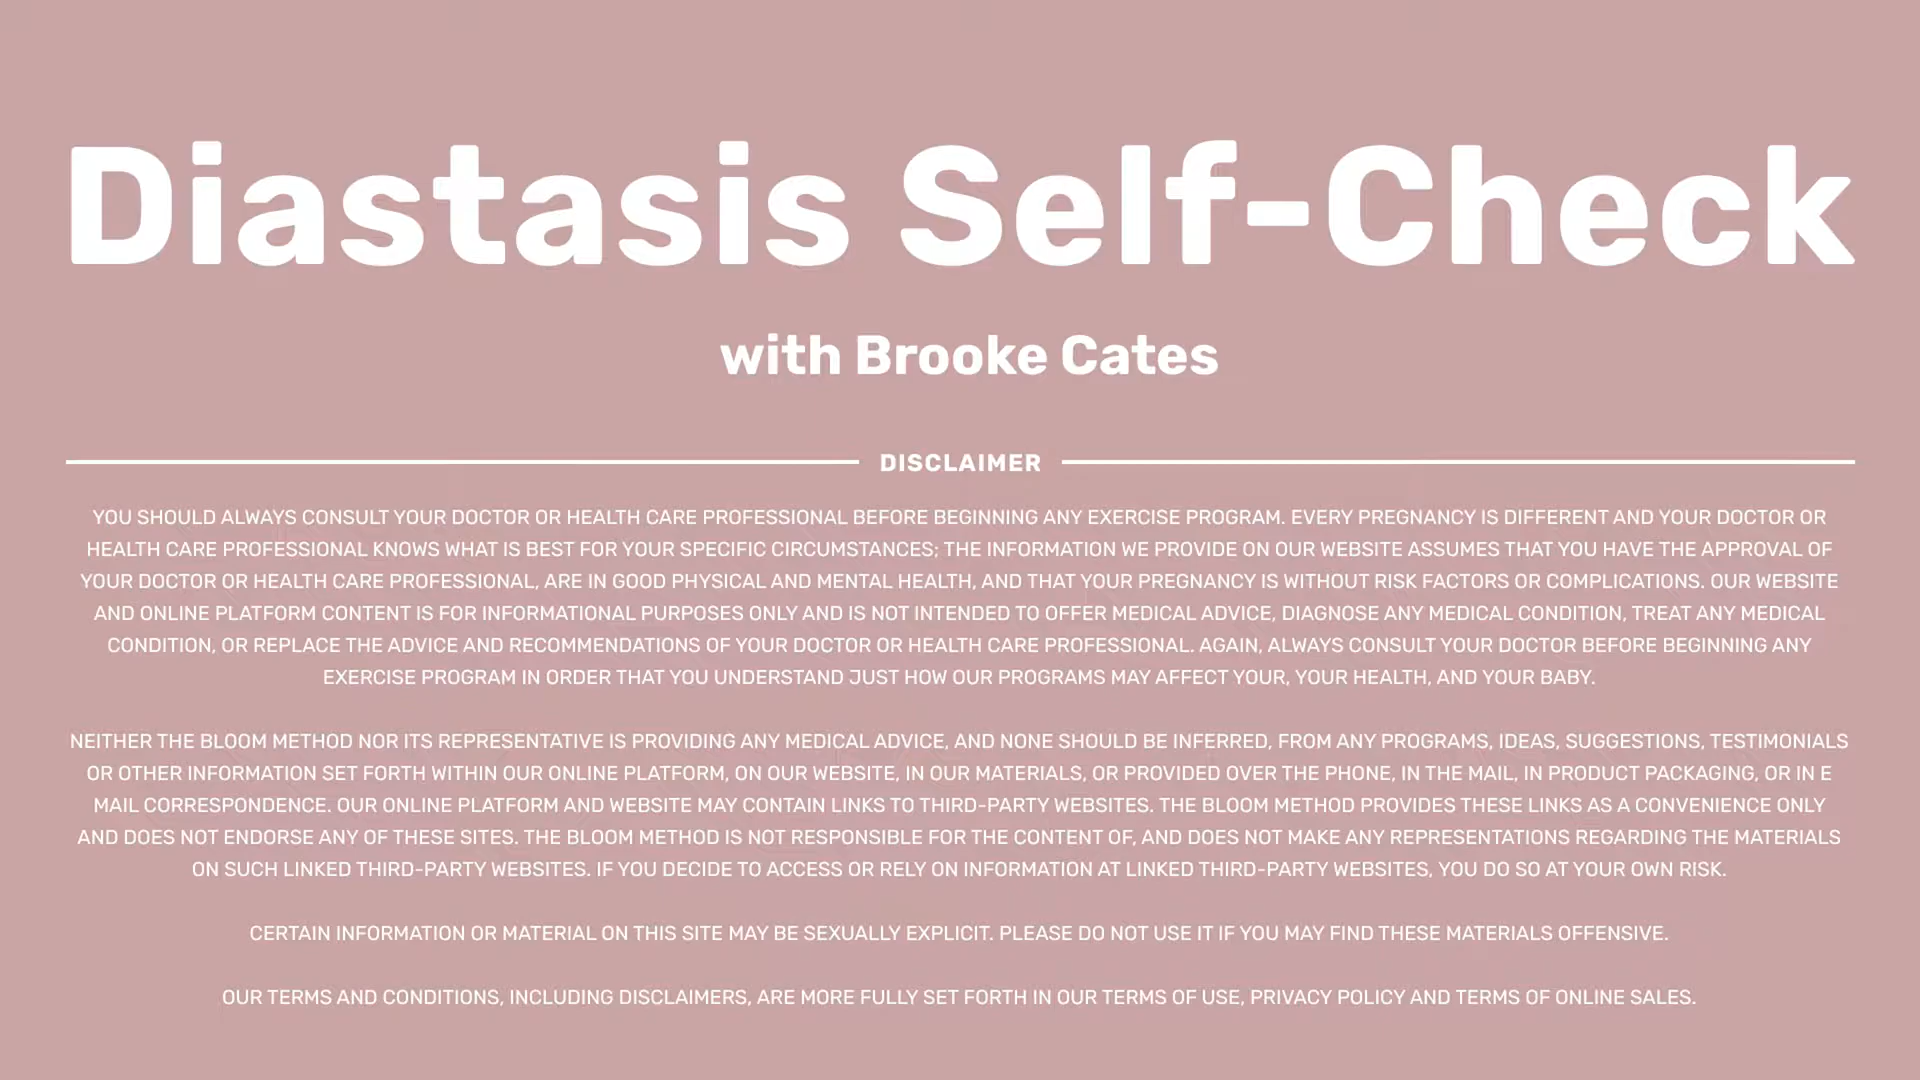 Diastasis Self-Check
with Brooke Cates
DISCLAIMER
YOU SHOULD ALWAYS CONSULT YOUR DOCTOR OR HEALTH CARE PROFESSIONAL BEFORE BEGINNING ANY EXERCISE PROGRAM. EVERY PREGNANCY IS DIFFERENT AND YOUR DOCTOR OR
HEALTH CARE PROFESSIONAL KNOWS WHAT IS BEST FOR YOUR SPECIFIC CIRCUMSTANCES; THE INFORMATION WE PROVIDE ON OUR WEBSITE ASSUMES THAT YOU HAVE THE APPROVAL OF
YOUR DOCTOR OR HEALTH CARE PROFESSIONAL, ARE IN GOOD PHYSICAL AND MENTAL HEALTH, AND THAT YOUR PREGNANCY IS WITHOUT RISK FACTORS OR COMPLICATIONS. OUR WEBSITE
AND ONLINE PLATFORM CONTENT IS FOR INFORMATIONAL PURPOSES ONLY AND IS NOT INTENDED TO OFFER MEDICAL ADVICE, DIAGNOSE ANY MEDICAL CONDITION, TREAT ANY MEDICAL
CONDITION, OR REPLACE THE ADVICE AND RECOMMENDATIONS OF YOUR DOCTOR OR HEALTH CARE PROFESSIONAL. AGAIN, ALWAYS CONSULT YOUR DOCTOR BEFORE BEGINNING ANY
EXERCISE PROGRAM IN ORDER THAT YOU UNDERSTAND JUST HOW OUR PROGRAMS MAY AFFECT YOUR, YOUR HEALTH, AND YOUR BABY.
NEITHER THE BLOOM METHOD NOR ITS REPRESENTATIVE IS PROVIDING ANY MEDICAL ADVICE, AND NONE SHOULD BE INFERRED, FROM ANY PROGRAMS, IDEAS, SUGGESTIONS, TESTIMONIALS
OR OTHER INFORMATION SET FORTH WITHIN OUR ONLINE PLATFORM, ON OUR WEBSITE, IN OUR MATERIALS, OR PROVIDED OVER THE PHONE, IN THE MAIL, IN PRODUCT PACKAGING, OR IN E
MAIL CORRESPONDENCE. OUR ONLINE PLATFORM AND WEBSITE MAY CONTAIN LINKS TO THIRD-PARTY WEBSITES. THE BLOOM METHOD PROVIDES THESE LINKS AS A CONVENIENCE ONLY
AND DOES NOT ENDORSE ANY OF THESE SITES. THE BLOOM METHOD IS NOT RESPONSIBLE FOR THE CONTENT OF, AND DOES NOT MAKE ANY REPRESENTATIONS REGARDING THE MATERIALS
ON SUCH LINKED THIRD-PARTY WEBSITES. IF YOU DECIDE TO ACCESS OR RELY ON INFORMATION AT LINKED THIRD-PARTY WEBSITES, YOU DO SO AT YOUR OWN RISK.
CERTAIN INFORMATION OR MATERIAL ON THIS SITE MAY BE SEXUALLY EXPLICIT. PLEASE DO NOT USE IT IF YOU MAY FIND THESE MATERIALS OFFENSIVE.
OUR TERMS AND CONDITIONS, INCLUDING DISCLAIMERS, ARE MORE FULLY SET FORTH IN OUR TERMS OF USE, PRIVACY POLICY AND TERMS OF ONLINE SALES.